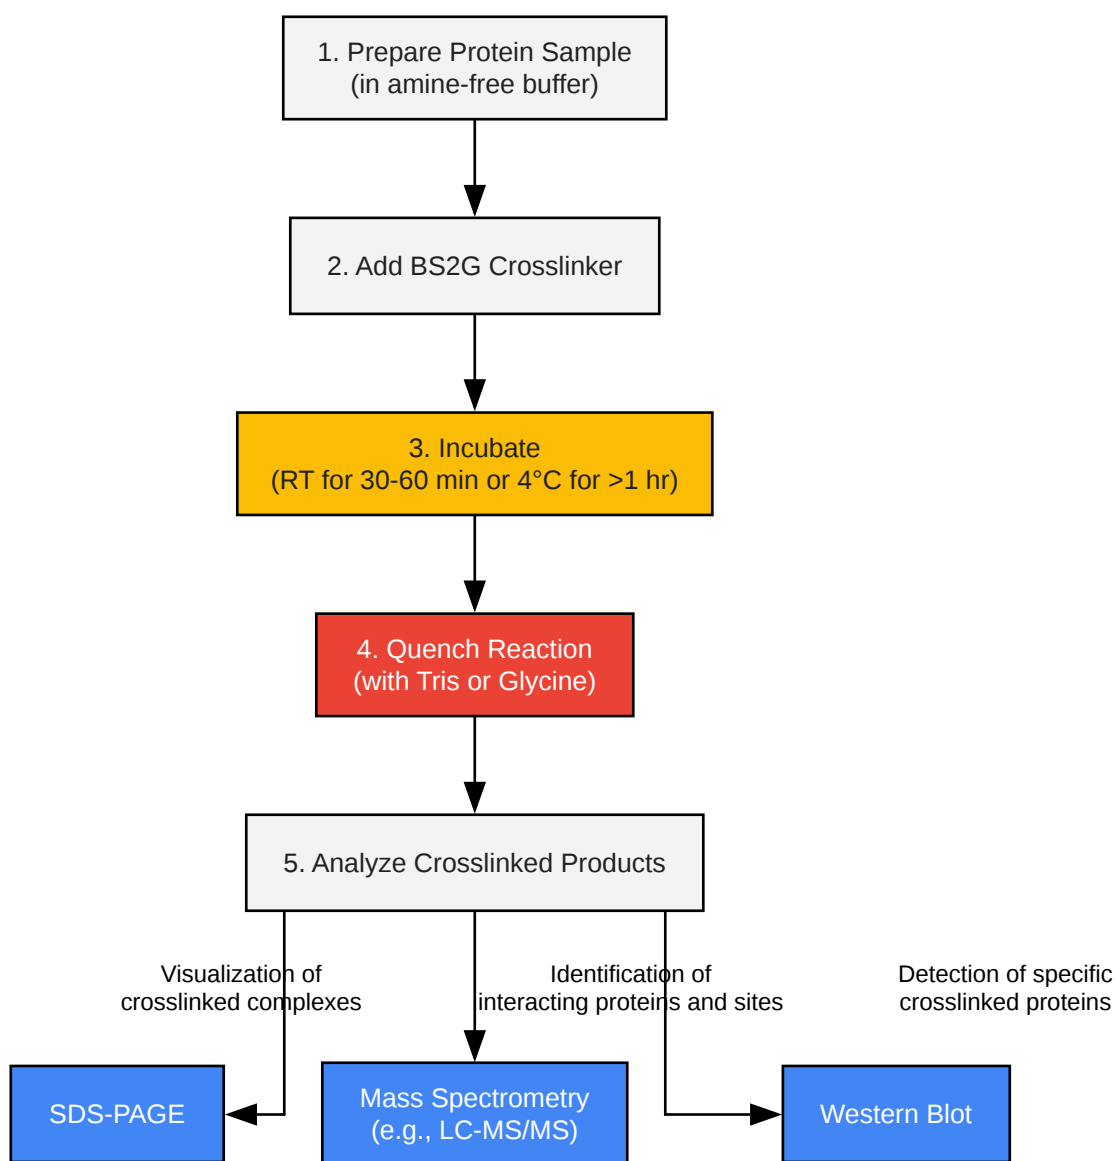 1. Prepare Protein Sample
(in amine-free buffer)
2. Add BS2G Crosslinker
3. Incubate
(RT for 30-60 min or 4°C for >1 hr)
4. Quench Reaction
(with Tris or Glycine)
5. Analyze Crosslinked Products
Visualization of
crosslinked complexes
Identification of
interacting proteins and sites
Detection of specific
crosslinked proteins
SDS-PAGE
Mass Spectrometry
(e.g., LC-MS/MS)
Western Blot